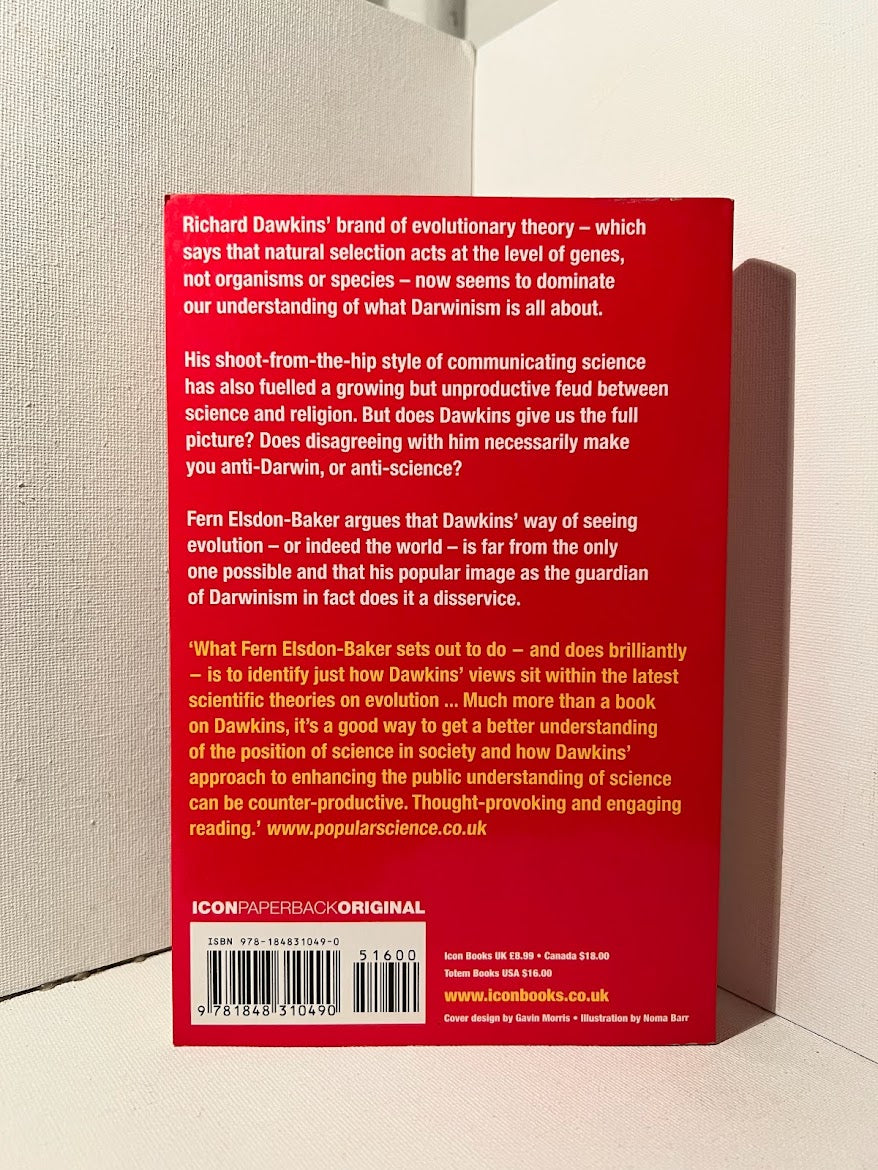 Richard Dawkins' brand of evolutionary theory – which
says that natural selection acts at the level of genes,
not organisms or species – now seems to dominate
our understanding of what Darwinism is all about.
His shoot-from-the-hip style of communicating science
has also fuelled a growing but unproductive feud between
science and religion. But does Dawkins give us the full
picture? Does disagreeing with him necessarily make
you anti-Darwin, or anti-science?
Fern Elsdon-Baker argues that Dawkins' way of seeing
evolution – or indeed the world – is far from the only
one possible and that his popular image as the guardian
of Darwinism in fact does it a disservice.
'What Fern Elsdon-Baker sets out to do – and does brilliantly
– is to identify just how Dawkins' views sit within the latest
scientific theories on evolution ... Much more than a book
on Dawkins, it's a good way to get a better understanding
of the position of science in society and how Dawkins'
approach to enhancing the public understanding of science
can be counter-productive. Thought-provoking and engaging
reading.' www.popularscience.co.uk
ICONPAPERBACKORIGINAL
ISBN 978-184831049-0
51600
9 781848 310490
Icon Books UK £8.99 • Canada $18.00
Totem Books USA $16.00
www.iconbooks.co.uk
Cover design by Gavin Morris • Illustration by Noma Barr